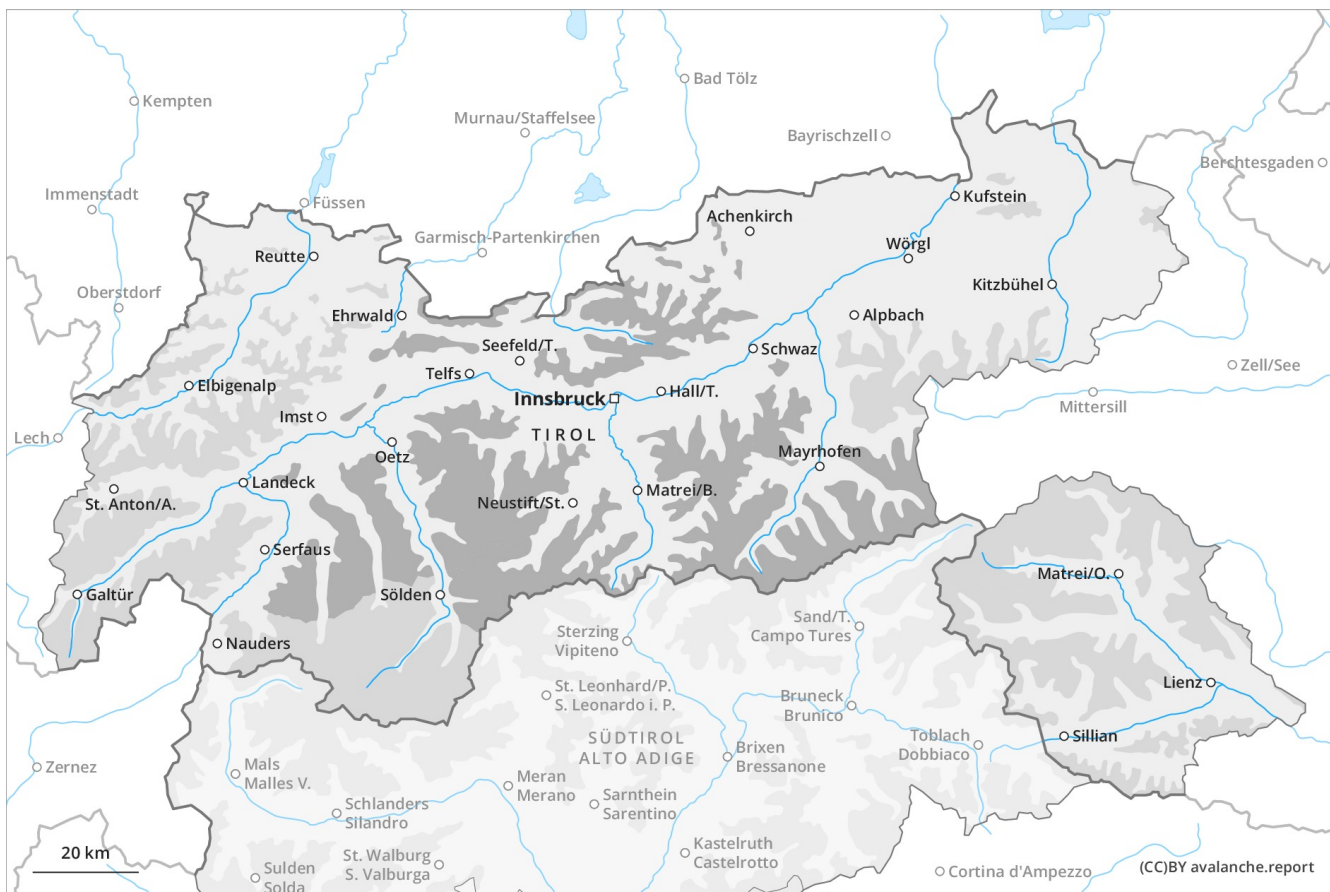 Bad Tölz
Kempten
Murnau/Staffelsee
Bayrischzell
Berchtesgaden
Immenstadt
Füssen
Kufstein
Achenkirch
Garmisch-Partenkirchen
Wörgl
Reutte
Kitzbühel
Oberstdorf
Ehrwald
Alpbach
Seefeld/T.
Schwaz
Zell/See
Telfs
Elbigenalp
Innsbruck
Hall/T.
Mittersill
Imst
TIROL
Lech
Oetz
Mayrhofen
Landeck
St. Anton/A.
Neustift/St.
Matrei/B.
Serfaus
Matrei/O.
Galtür
Sölden
Sand/T.
Campo Tures
Sterzing
Vipiteno
Nauders
Lienz
St. Leonhard/P.
S. Leonardo i. P.
Bruneck
Brunico
SÜDTIROL
ALTO ADIGE
Toblach
Dobbiaco
Sillian
Brixen
Bressanone
Zernez
Mals
Malles V.
Meran
Merano
Sarnthein
Sarentino
Schlanders
Silandro
20 km
St. Walburg
S. Valburga
Kastelruth
Castelrotto
Sulden
Solda
Cortina d'Ampezzo
(CC)BY avalanche.report